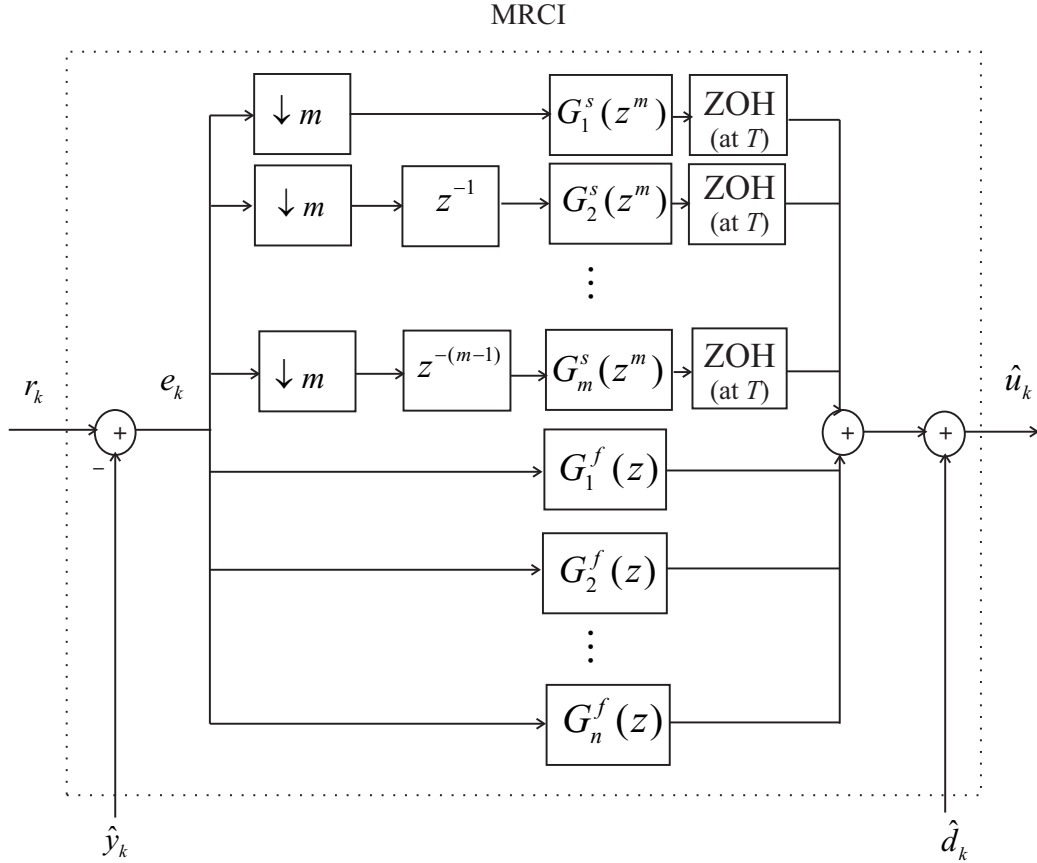 MRCI
↓ m
G_1^s(z^m)
ZOH
(at T)
↓ m
z^{-1}
G_2^s(z^m)
ZOH
(at T)
⋮
↓ m
z^{-(m-1)}
G_m^s(z^m)
ZOH
(at T)
r_k
+
−
e_k
+
+
û_k
G_1^f(z)
G_2^f(z)
⋮
G_n^f(z)
ŷ_k
d̂_k